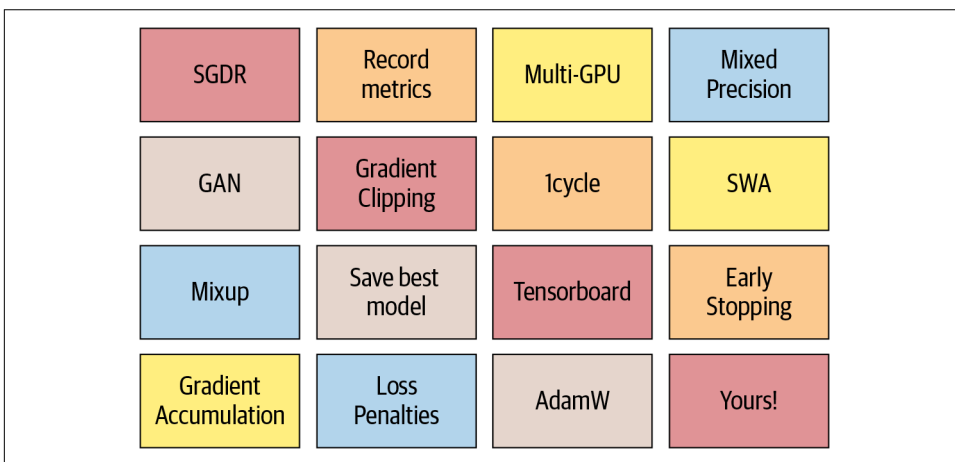 SGDR
Record
metrics
Multi-GPU
Mixed
Precision
GAN
Gradient
Clipping
1cycle
SWA
Mixup
Save best
model
Tensorboard
Early
Stopping
Gradient
Accumulation
Loss
Penalties
AdamW
Yours!